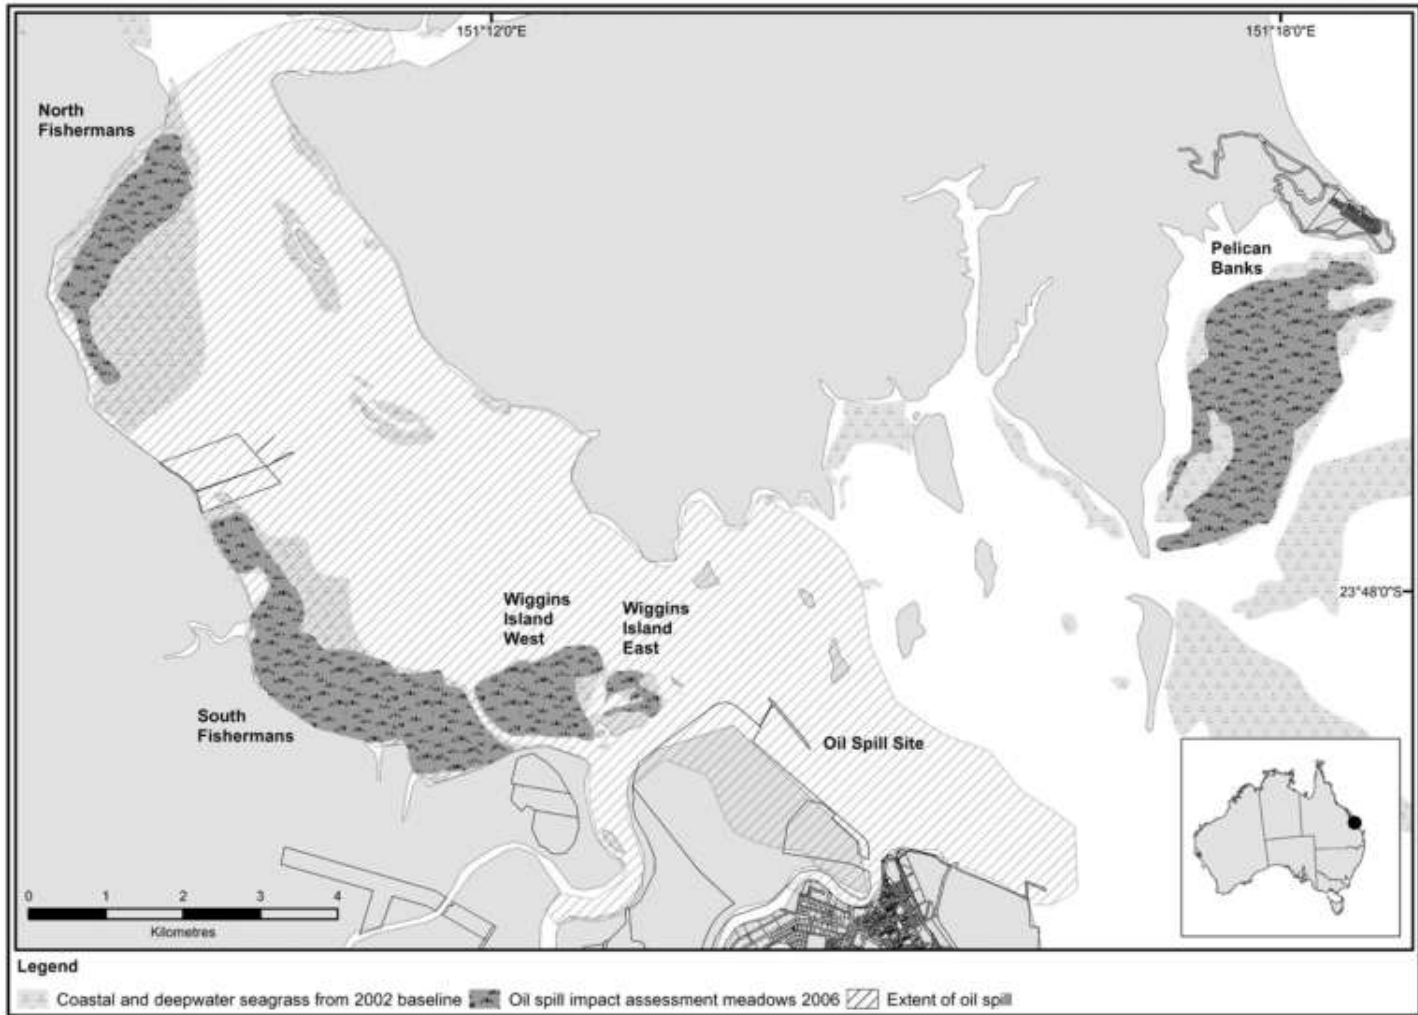 151°12'0"E
151°18'0"E
North
Fishermans
Pelican
Banks
23°48'0"S
Wiggins
Island
West
Wiggins
Island
East
South
Fishermans
Oil Spill Site
0 1 2 3 4
Kilometres
Legend
Coastal and deepwater seagrass from 2002 baseline Oil spill impact assessment meadows 2006 Extent of oil spill